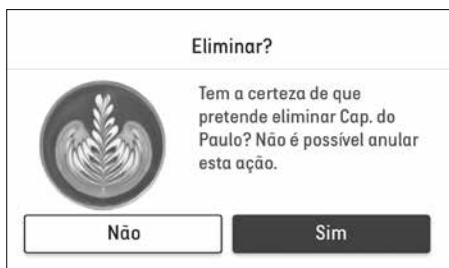 Eliminar?
Tem a certeza de que
pretende eliminar Cap. do
Paulo? Não é possível anular
esta ação.
Não
Sim